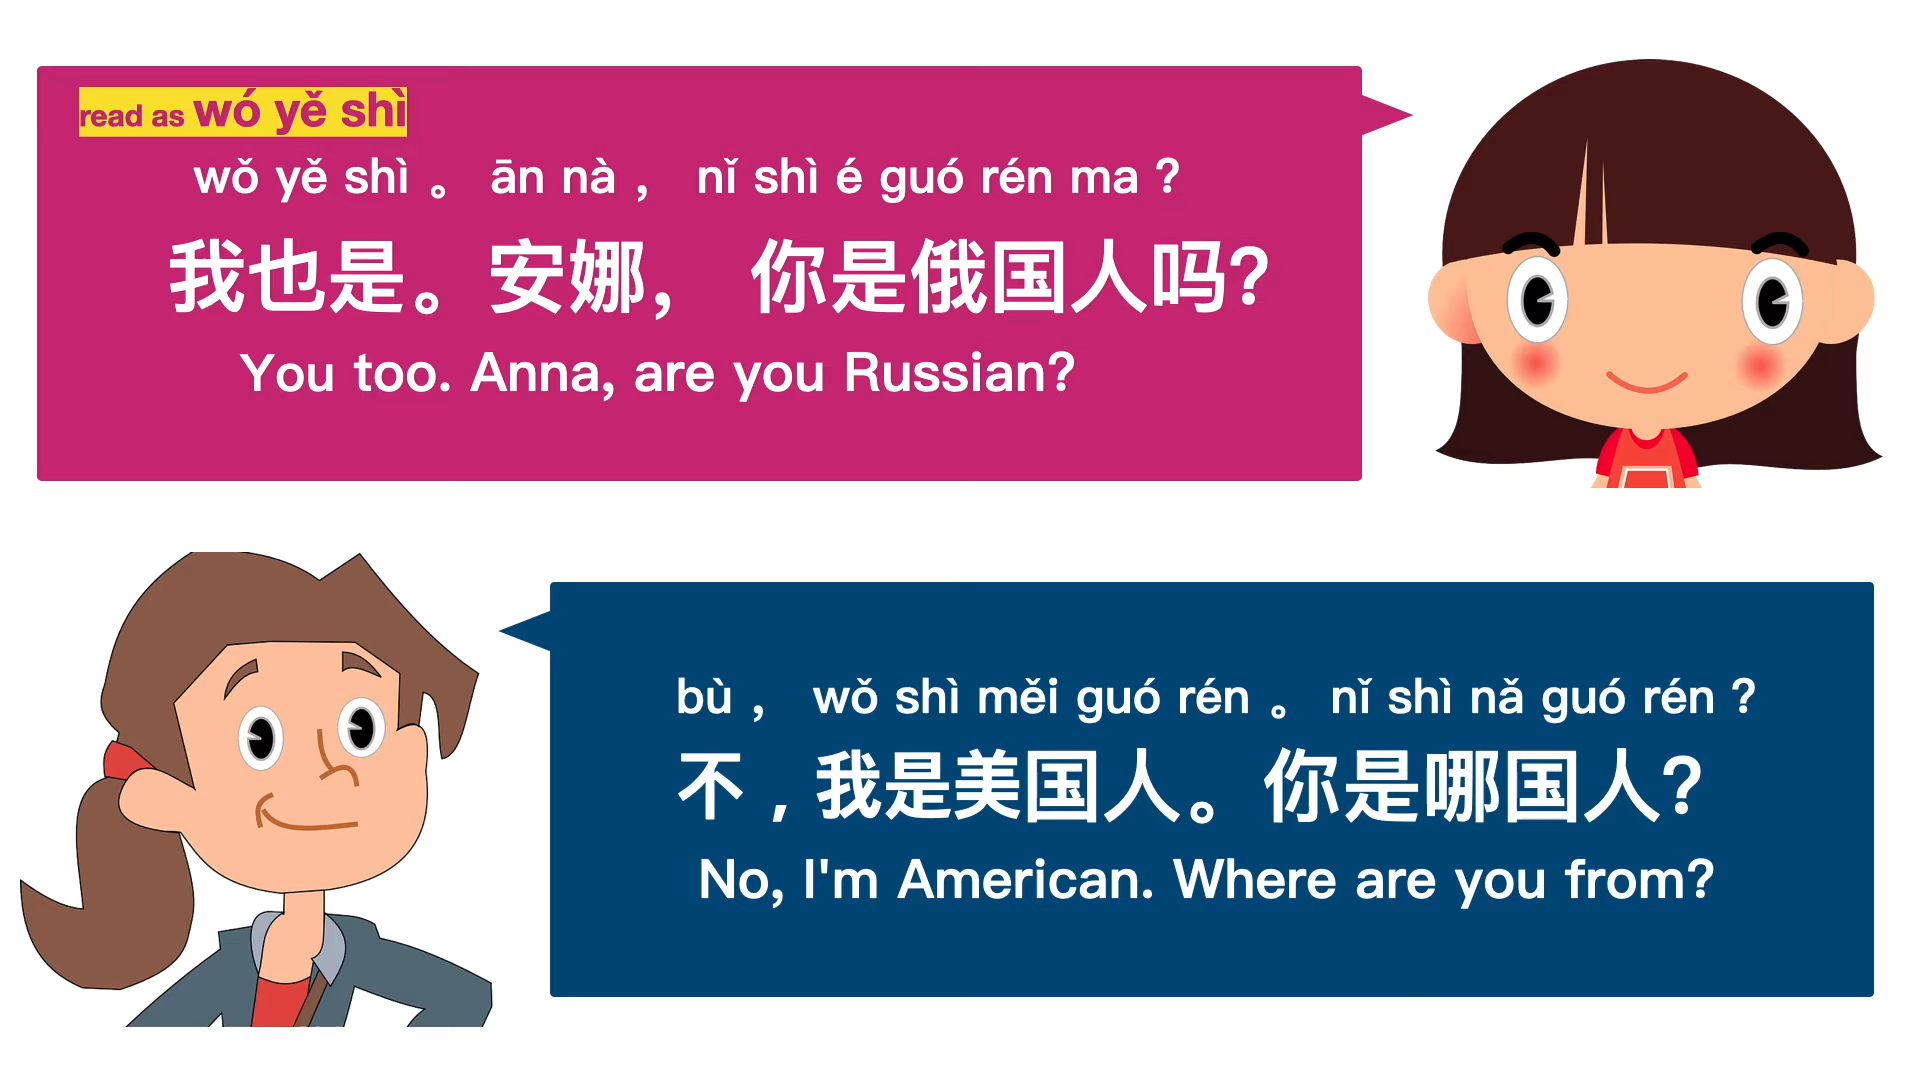 read as wó yě shì
wǒ yě shì 。 ān nà ， nǐ shì é guó rén ma ?
我也是。安娜， 你是俄国人吗?
You too. Anna, are you Russian?
bù ， wǒ shì měi guó rén 。 nǐ shì nǎ guó rén ?
不，我是美国人。你是哪国人?
No, I'm American. Where are you from?